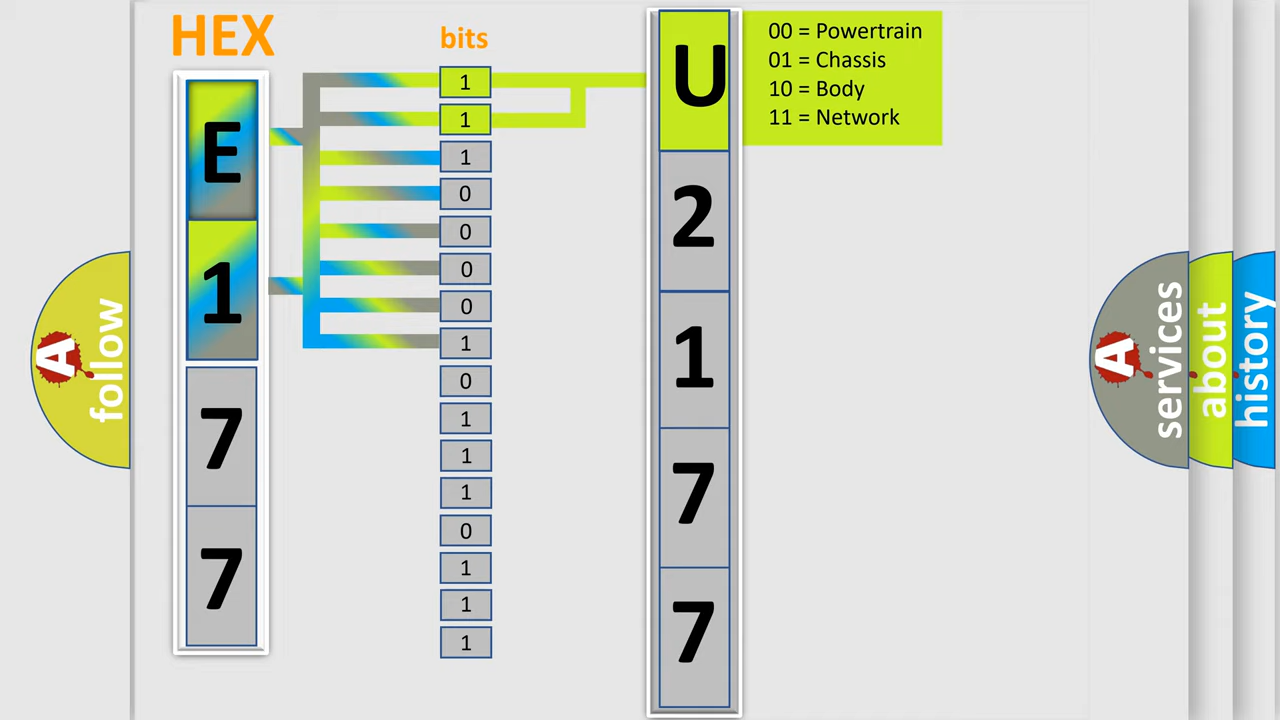 HEX
bits
E
1
7
7
1
1
1
0
0
0
0
1
0
1
1
1
0
1
1
1
U
2
1
7
7
00 = Powertrain
01 = Chassis
10 = Body
11 = Network
A
follow
A
services
about
history